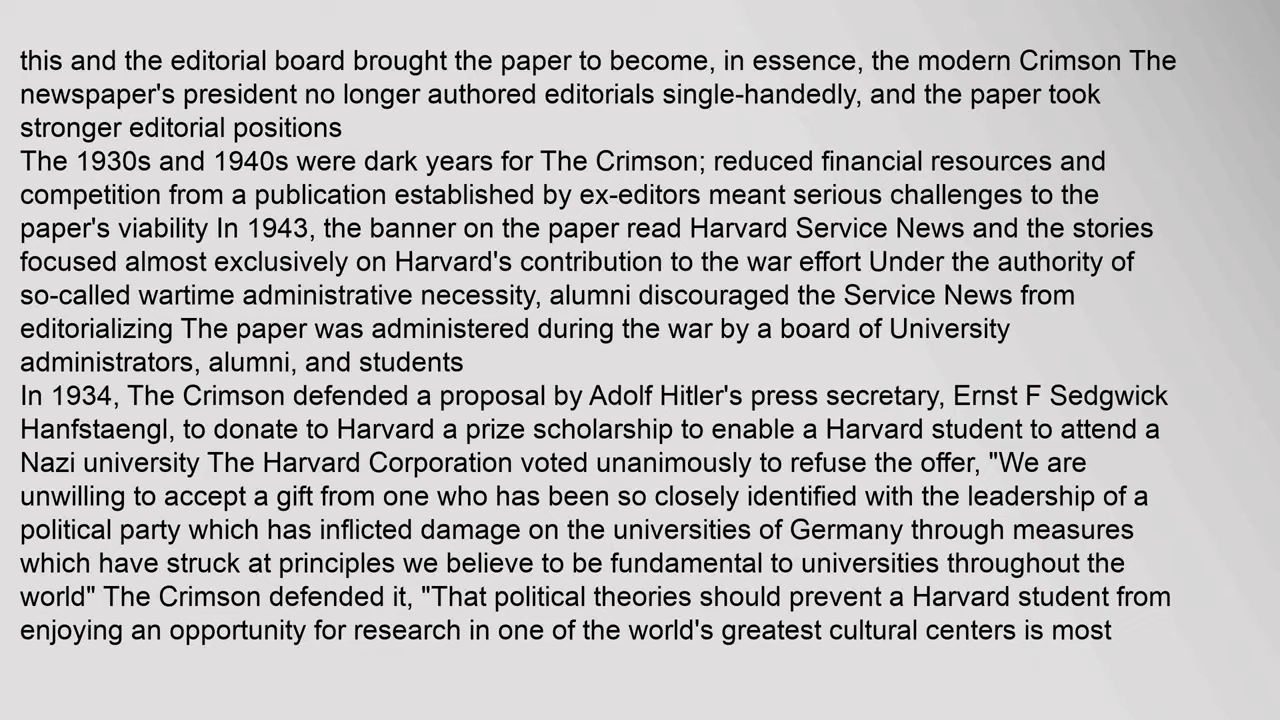 this and the editorial board brought the paper to become, in essence, the modern Crimson The
newspaper's president no longer authored editorials single-handedly, and the paper took
stronger editorial positions
The 1930s and 1940s were dark years for The Crimson; reduced financial resources and
competition from a publication established by ex-editors meant serious challenges to the
paper's viability In 1943, the banner on the paper read Harvard Service News and the stories
focused almost exclusively on Harvard's contribution to the war effort Under the authority of
so-called wartime administrative necessity, alumni discouraged the Service News from
editorializing The paper was administered during the war by a board of University
administrators, alumni, and students
In 1934, The Crimson defended a proposal by Adolf Hitler's press secretary, Ernst F Sedgwick
Hanfstaengl, to donate to Harvard a prize scholarship to enable a Harvard student to attend a
Nazi university The Harvard Corporation voted unanimously to refuse the offer, "We are
unwilling to accept a gift from one who has been so closely identified with the leadership of a
political party which has inflicted damage on the universities of Germany through measures
which have struck at principles we believe to be fundamental to universities throughout the
world" The Crimson defended it, "That political theories should prevent a Harvard student from
enjoying an opportunity for research in one of the world's greatest cultural centers is most